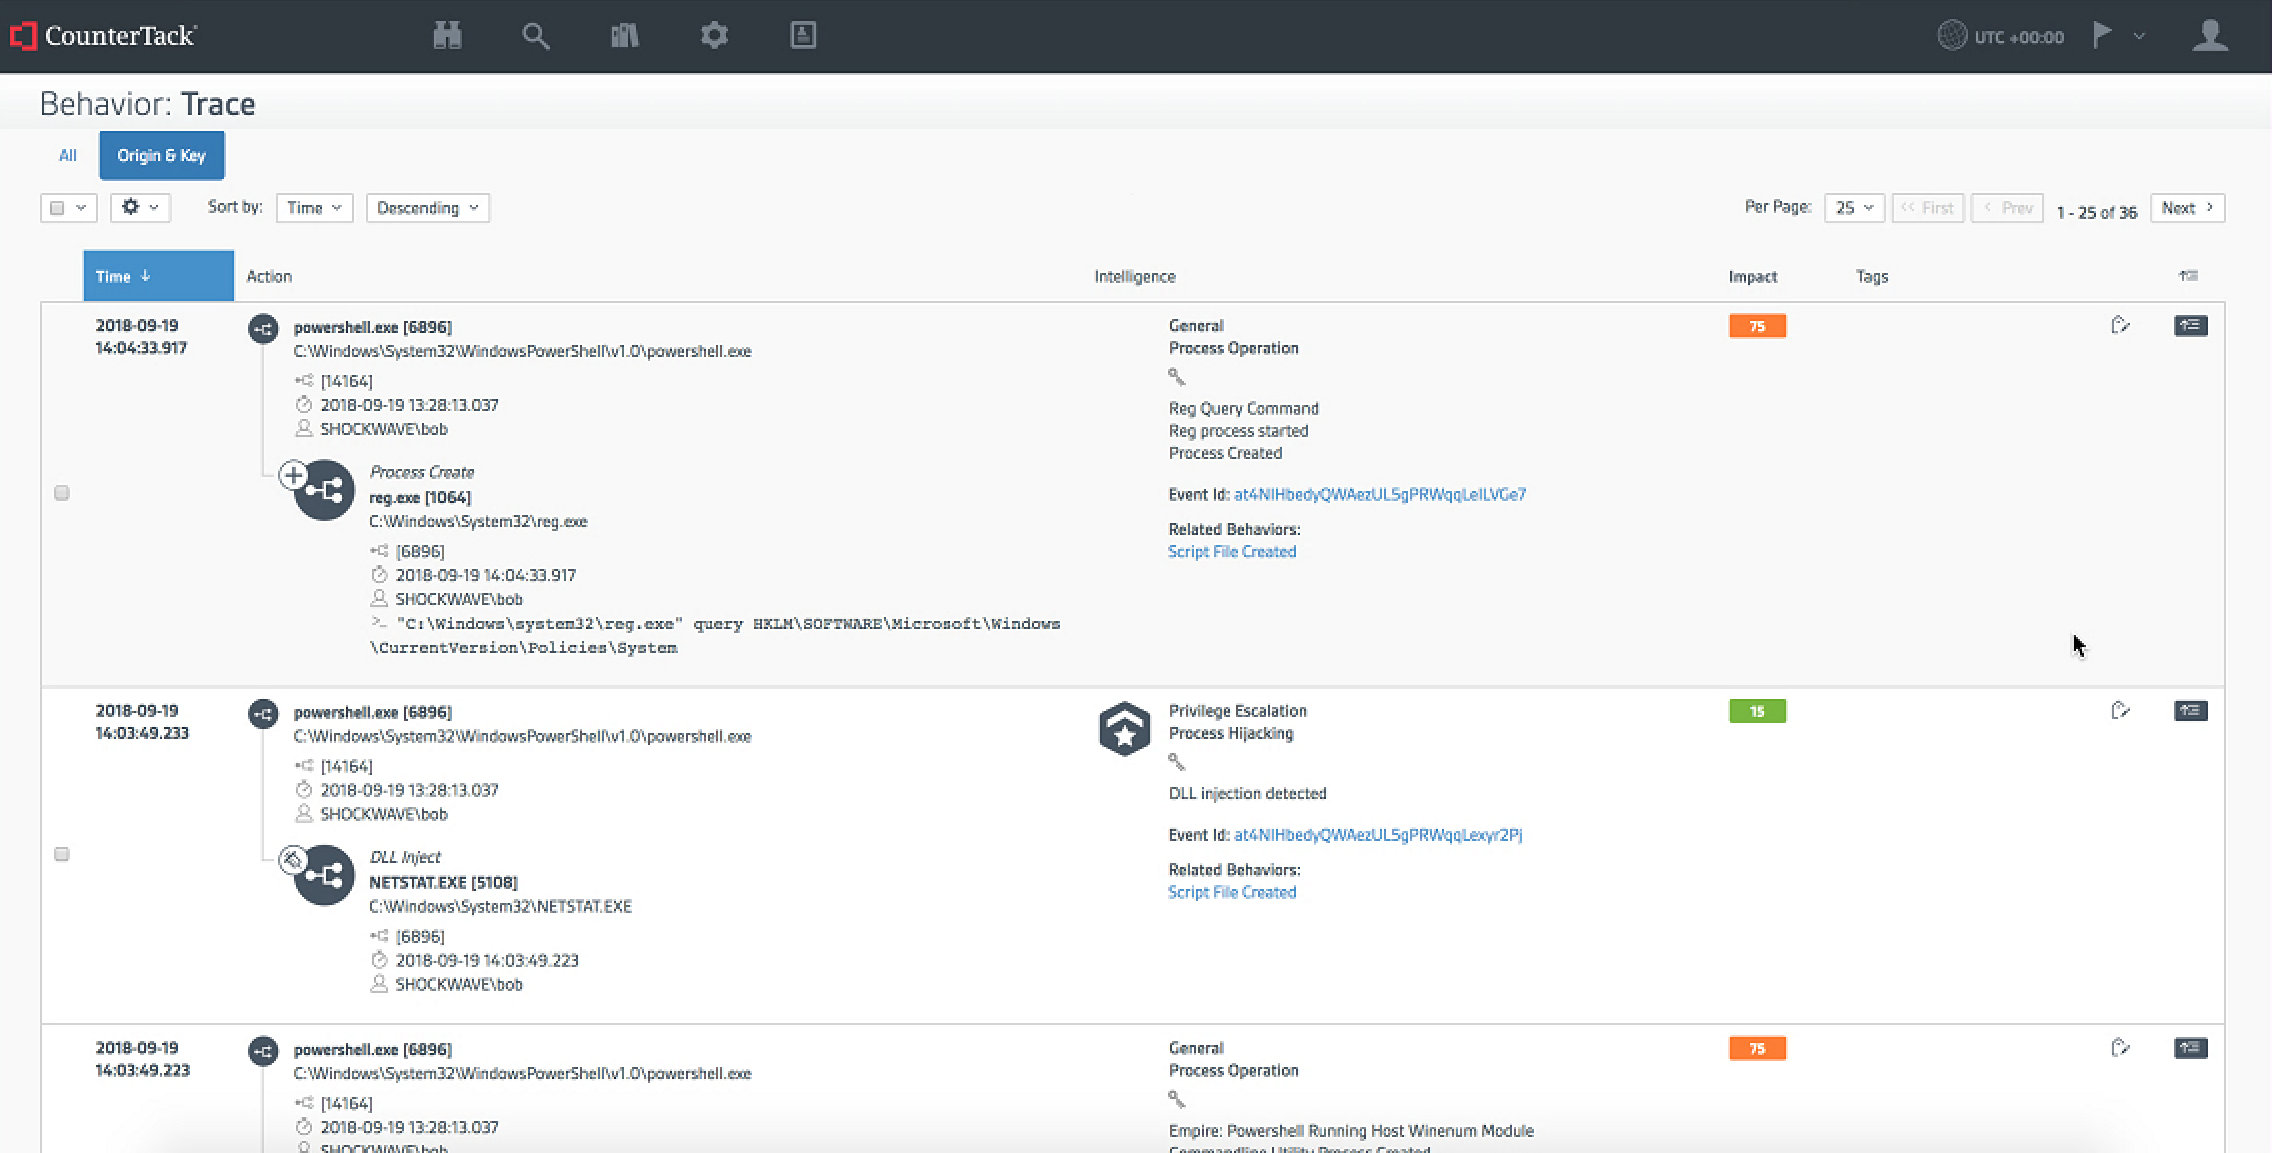 CounterTack
UTC +00:00
Behavior: Trace
All
Origin & Key
Sort by:
Time
Descending
Per Page:
25
<< First
< Prev
1 - 25 of 36
Next >
Time ↓
Action
Intelligence
Impact
Tags
2018-09-19
14:04:33.917
powershell.exe [6896]
C:\Windows\System32\WindowsPowerShell\v1.0\powershell.exe
[14164]
2018-09-19 13:28:13.037
SHOCKWAVE\bob
Process Create
reg.exe [1064]
C:\Windows\System32\reg.exe
[6896]
2018-09-19 14:04:33.917
SHOCKWAVE\bob
>_ "C:\Windows\system32\reg.exe" query HKLM\SOFTWARE\Microsoft\Windows
\CurrentVersion\Policies\System
General
Process Operation
Reg Query Command
Reg process started
Process Created
Event Id:
Related Behaviors:
Script File Created
75
2018-09-19
14:03:49.233
powershell.exe [6896]
C:\Windows\System32\WindowsPowerShell\v1.0\powershell.exe
[14164]
2018-09-19 13:28:13.037
SHOCKWAVE\bob
DLL Inject
NETSTAT.EXE [5108]
C:\Windows\System32\NETSTAT.EXE
[6896]
2018-09-19 14:03:49.223
SHOCKWAVE\bob
Privilege Escalation
Process Hijacking
DLL injection detected
Event Id:
Related Behaviors:
Script File Created
15
2018-09-19
14:03:49.223
powershell.exe [6896]
C:\Windows\System32\WindowsPowerShell\v1.0\powershell.exe
[14164]
2018-09-19 13:28:13.037
SHOCKWAVE\bob
General
Process Operation
Empire: Powershell Running Host Winenum Module
Commandline Utility Process Created
75